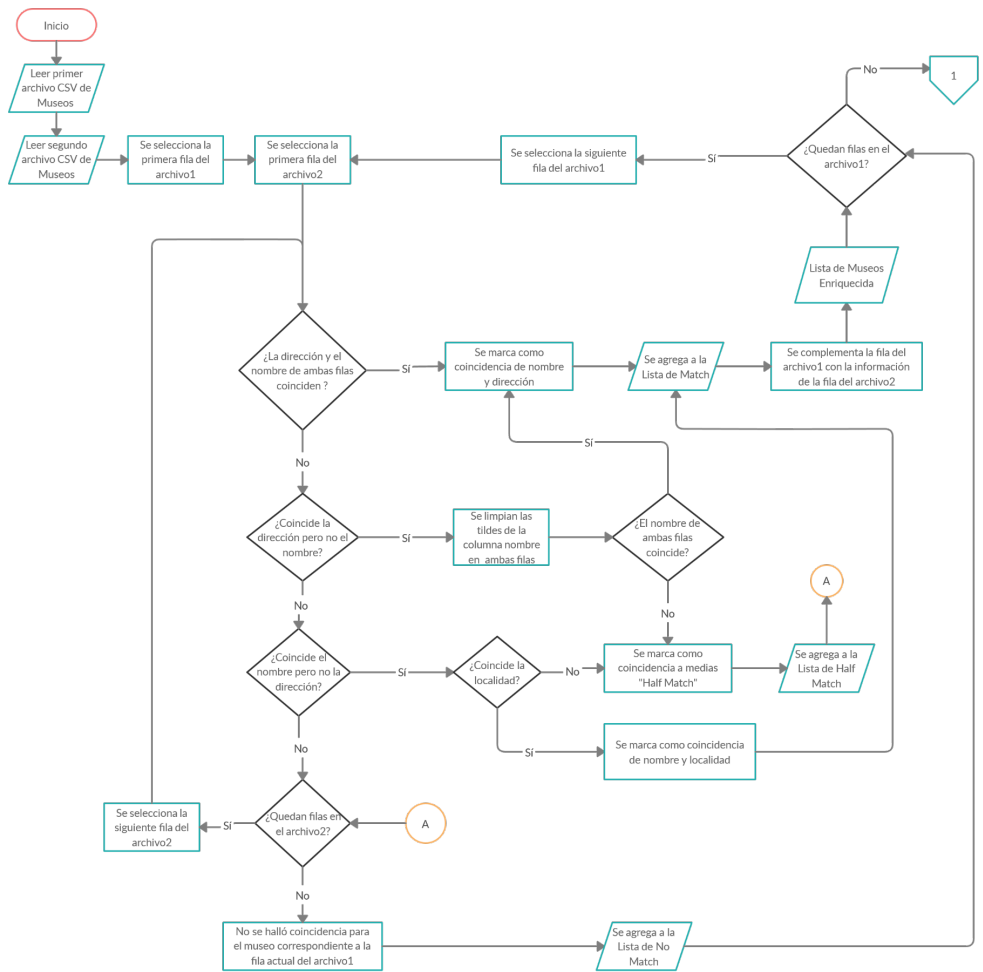 Inicio
Leer primer
archivo CSV de
Museos
Leer segundo
archivo CSV de
Museos
Se selecciona la
primera fila del
archivo1
Se selecciona la
primera fila del
archivo2
Se selecciona la siguiente
fila del archivo1
Sí
¿Quedan filas en el
archivo1?
No
1
Lista de Museos
Enriquecida
¿La dirección y el
nombre de ambas filas
coinciden ?
Sí
Se marca como
coincidencia de nombre
y dirección
Se agrega a la
Lista de Match
Se complementa la fila del
archivo1 con la información
de la fila del archivo2
No
Sí
¿Coincide la
dirección pero no el
nombre?
Sí
Se limpian las
tildes de la
columna nombre
en ambas filas
¿El nombre de
ambas filas
coincide?
A
No
No
¿Coincide el
nombre pero no la
dirección?
Sí
¿Coincide la
localidad?
No
Se marca como
coincidencia a medias
"Half Match"
Se agrega a la
Lista de Half
Match
No
Sí
Se marca como coincidencia
de nombre y localidad
Se selecciona la
siguiente fila del
archivo2
Sí
¿Quedan filas en
el archivo2?
A
No
No se halló coincidencia para
el museo correspondiente a la
fila actual del archivo1
Se agrega a la
Lista de No
Match